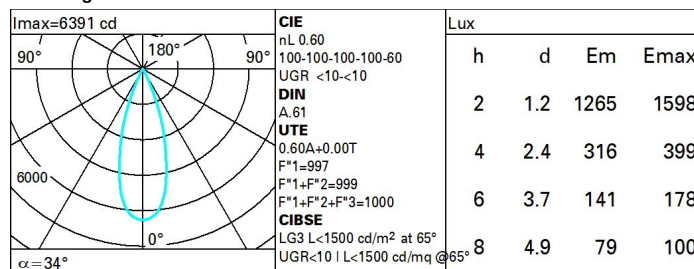 Imax=6391 cd
90°
180°
90°
6000
0°
α=34°
CIE
nL 0.60
100-100-100-100-60
UGR <10-<10
DIN
A.61
UTE
0.60A+0.00T
F"1=997
F"1+F"2=999
F"1+F"2+F"3=1000
CIBSE
LG3 L<1500 cd/m² at 65°
UGR<10 | L<1500 cd/mq @65°
Lux
h d Em Emax
2 1.2 1265 1598
4 2.4 316 399
6 3.7 141 178
8 4.9 79 100